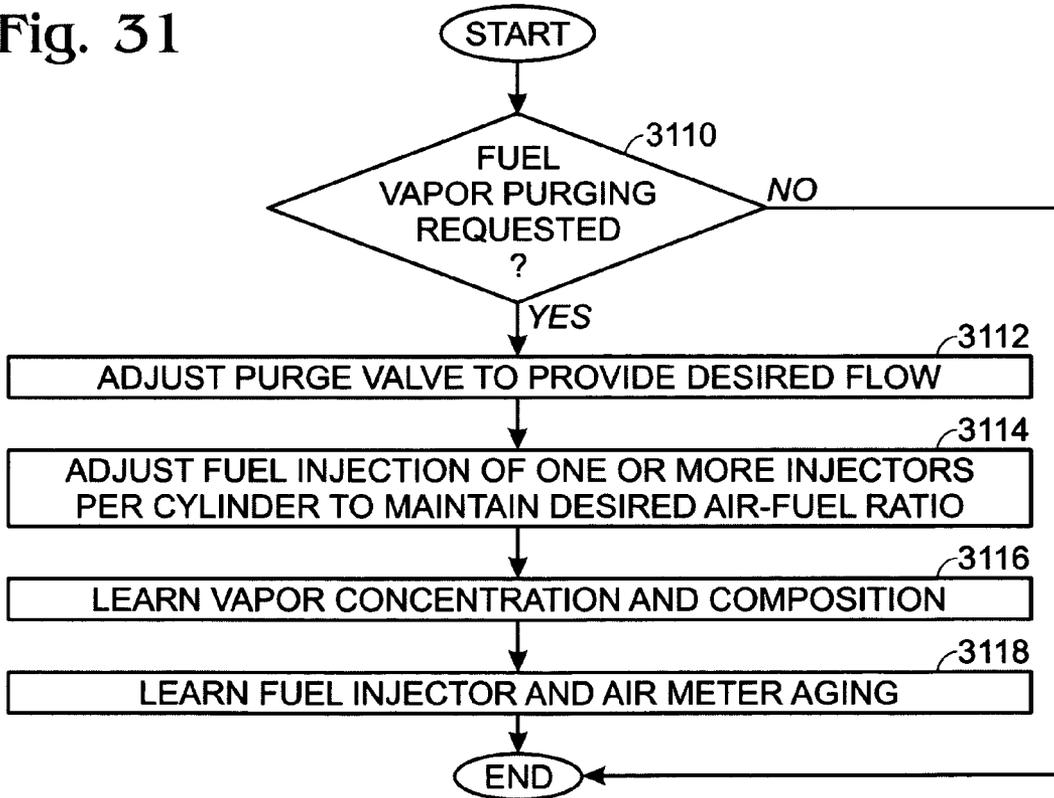 Fig. 31
START
3110
FUEL
VAPOR PURGING
REQUESTED
?
NO
YES
3112
ADJUST PURGE VALVE TO PROVIDE DESIRED FLOW
3114
ADJUST FUEL INJECTION OF ONE OR MORE INJECTORS
PER CYLINDER TO MAINTAIN DESIRED AIR-FUEL RATIO
3116
LEARN VAPOR CONCENTRATION AND COMPOSITION
3118
LEARN FUEL INJECTOR AND AIR METER AGING
END